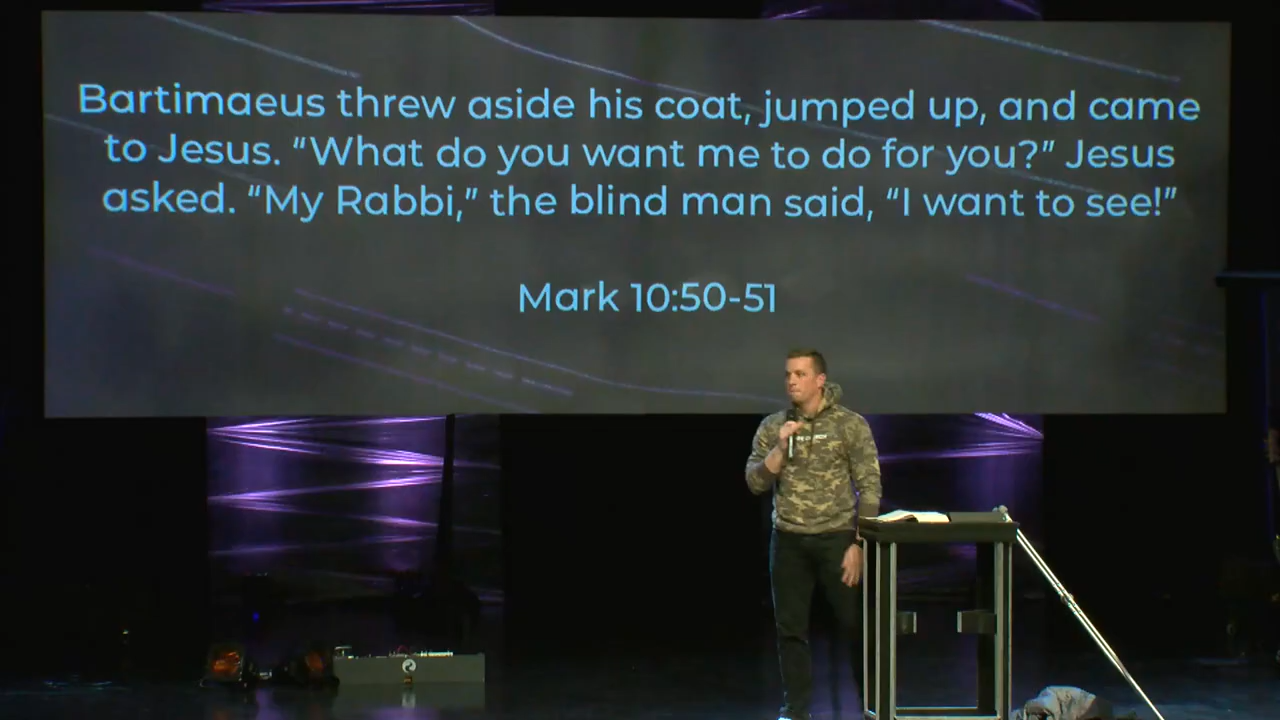 Bartimaeus threw aside his coat, jumped up, and came
to Jesus. “What do you want me to do for you?” Jesus
asked. “My Rabbi,” the blind man said, “I want to see!”
Mark 10:50-51